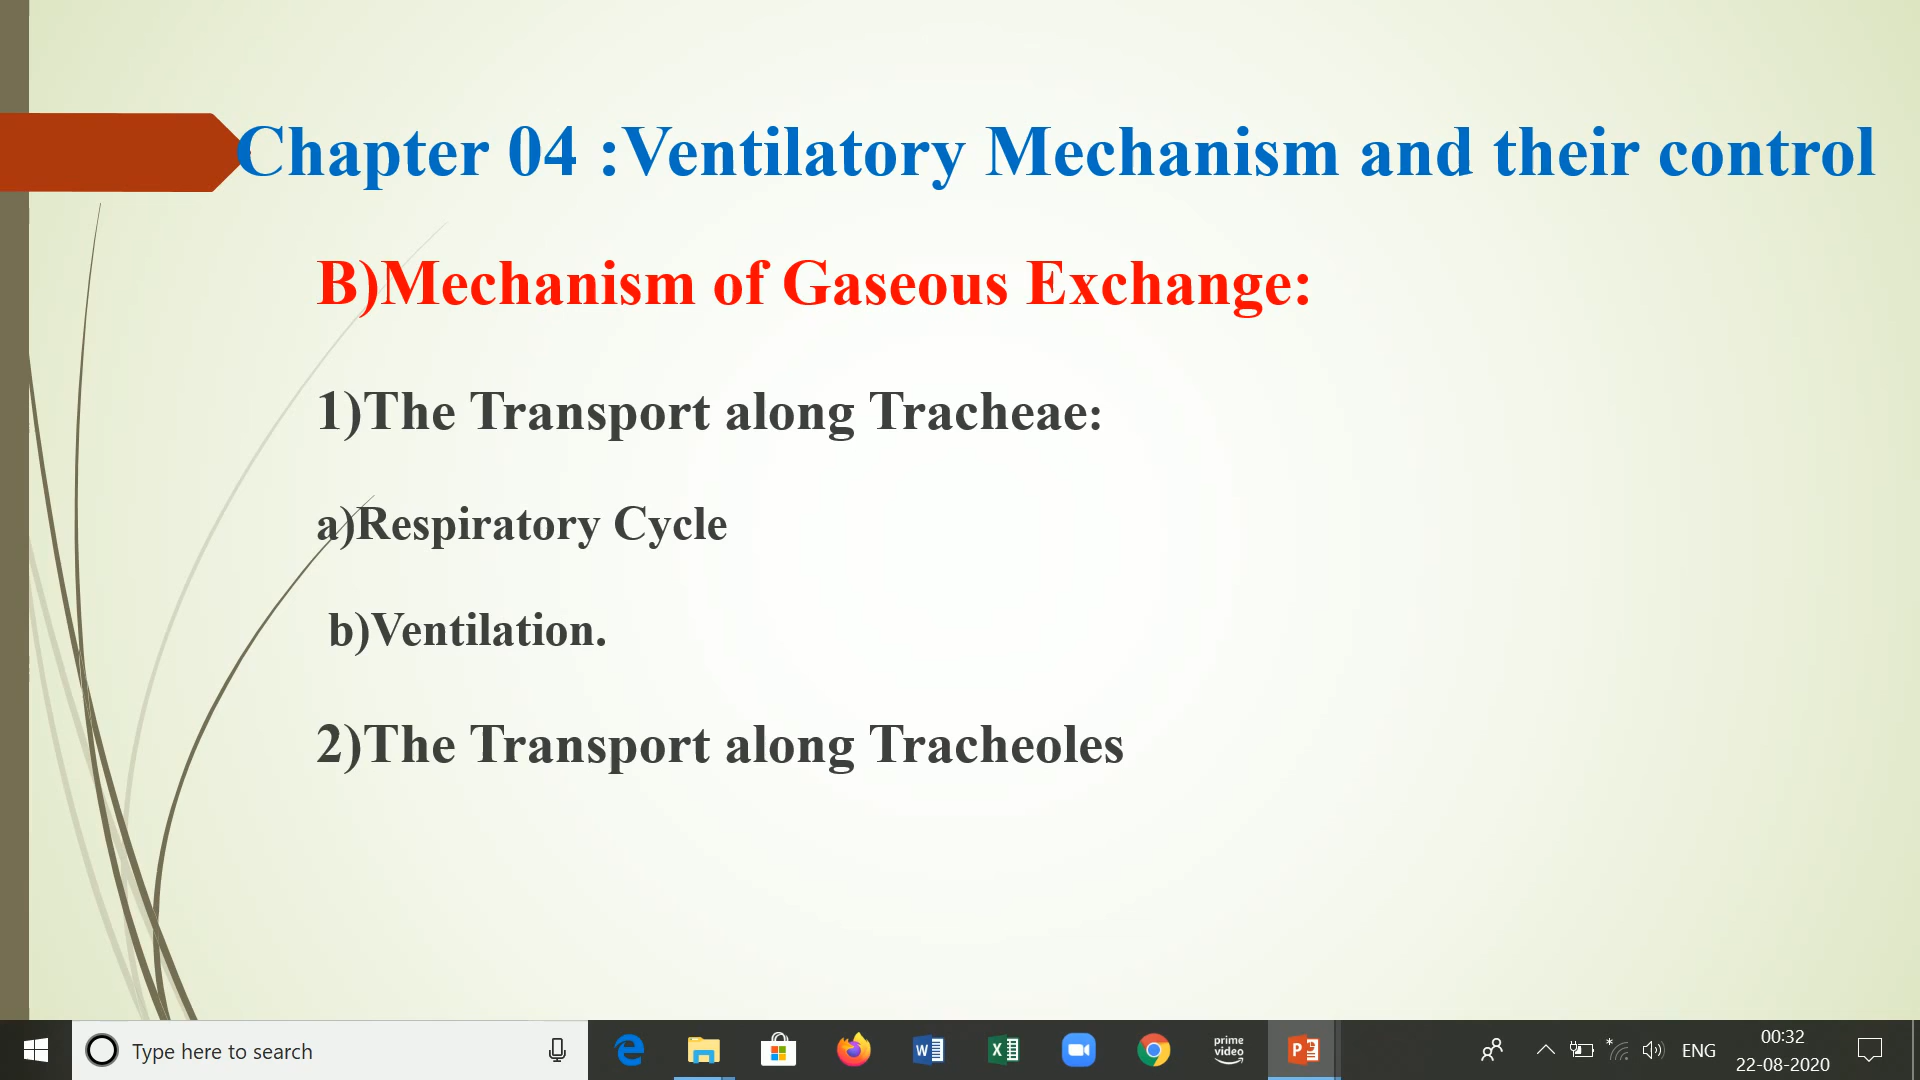 Chapter 04 :Ventilatory Mechanism and their control
B)Mechanism of Gaseous Exchange:
1)The Transport along Tracheae:
a)Respiratory Cycle
b)Ventilation.
2)The Transport along Tracheoles
Type here to search
prime
video
ENG
00:32
22-08-2020